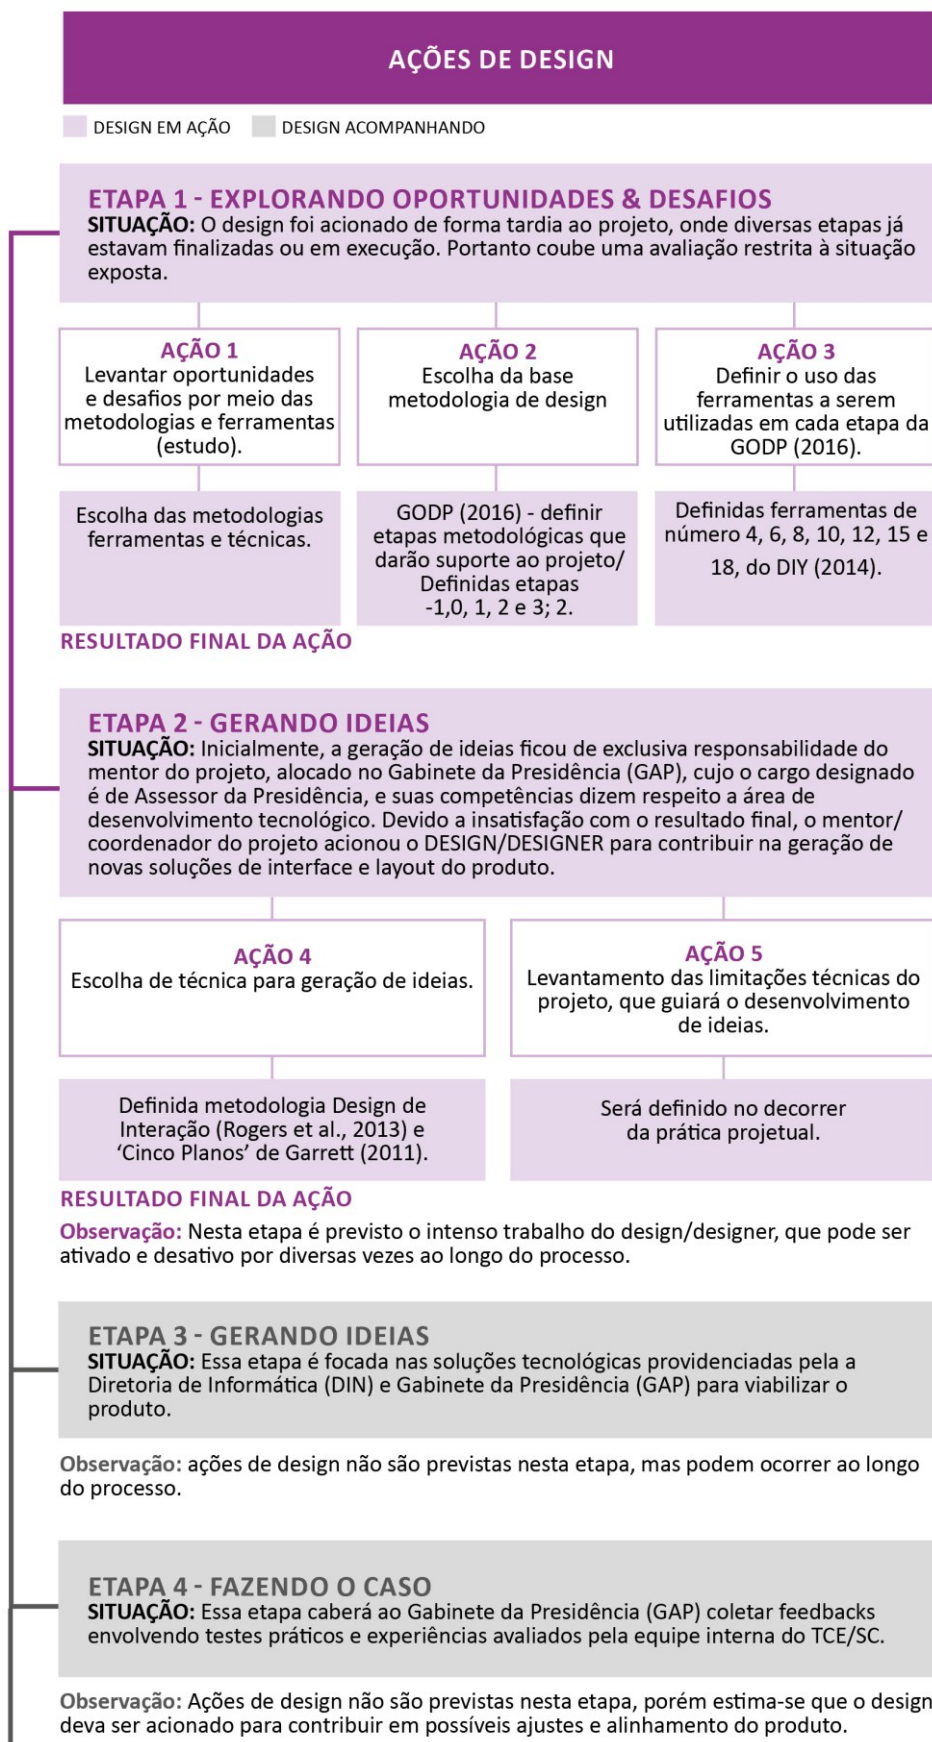 AÇÕES DE DESIGN
DESIGN EM AÇÃO
DESIGN ACOMPANHANDO
ETAPA 1 - EXPLORANDO OPORTUNIDADES & DESAFIOS
SITUAÇÃO: O design foi acionado de forma tardia ao projeto, onde diversas etapas já
estavam finalizadas ou em execução. Portanto coube uma avaliação restrita à situação
exposta.
AÇÃO 1
Levantar oportunidades
e desafios por meio das
metodologias e ferramentas
(estudo).
Escolha das metodologias
ferramentas e técnicas.
AÇÃO 2
Escolha da base
metodologia de design
GODP (2016) - definir
etapas metodológicas que
darão suporte ao projeto/
Definidas etapas
-1,0, 1, 2 e 3; 2.
AÇÃO 3
Definir o uso das
ferramentas a serem
utilizadas em cada etapa da
GODP (2016).
Definidas ferramentas de
número 4, 6, 8, 10, 12, 15 e
18, do DIY (2014).
RESULTADO FINAL DA AÇÃO
ETAPA 2 - GERANDO IDEIAS
SITUAÇÃO: Inicialmente, a geração de ideias ficou de exclusiva responsabilidade do
mentor do projeto, alocado no Gabinete da Presidência (GAP), cujo o cargo designado
é de Assessor da Presidência, e suas competências dizem respeito a área de
desenvolvimento tecnológico. Devido a insatisfação com o resultado final, o mentor/
coordenador do projeto acionou o DESIGN/DESIGNER para contribuir na geração de
novas soluções de interface e layout do produto.
AÇÃO 4
Escolha de técnica para geração de ideias.
Definida metodologia Design de
Interação (Rogers et al., 2013) e
‘Cinco Planos’ de Garrett (2011).
AÇÃO 5
Levantamento das limitações técnicas do
projeto, que guiará o desenvolvimento
de ideias.
Será definido no decorrer
da prática projetual.
RESULTADO FINAL DA AÇÃO
Observação: Nesta etapa é previsto o intenso trabalho do design/designer, que pode ser
ativado e desativo por diversas vezes ao longo do processo.
ETAPA 3 - GERANDO IDEIAS
SITUAÇÃO: Essa etapa é focada nas soluções tecnológicas providenciadas pela a
Diretoria de Informática (DIN) e Gabinete da Presidência (GAP) para viabilizar o
produto.
Observação: ações de design não são previstas nesta etapa, mas podem ocorrer ao longo
do processo.
ETAPA 4 - FAZENDO O CASO
SITUAÇÃO: Essa etapa caberá ao Gabinete da Presidência (GAP) coletar feedbacks
envolvendo testes práticos e experiências avaliados pela equipe interna do TCE/SC.
Observação: Ações de design não são previstas nesta etapa, porém estima-se que o design
deva ser acionado para contribuir em possíveis ajustes e alinhamento do produto.